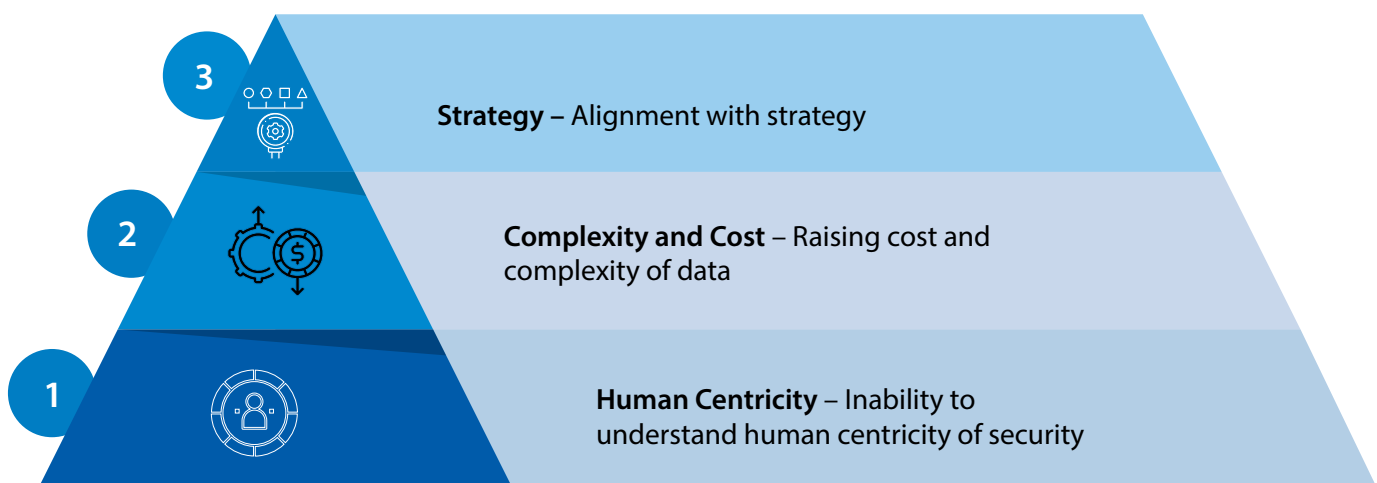 3
Strategy – Alignment with strategy
2
Complexity and Cost – Raising cost and
complexity of data
$
1
Human Centricity – Inability to
understand human centricity of security